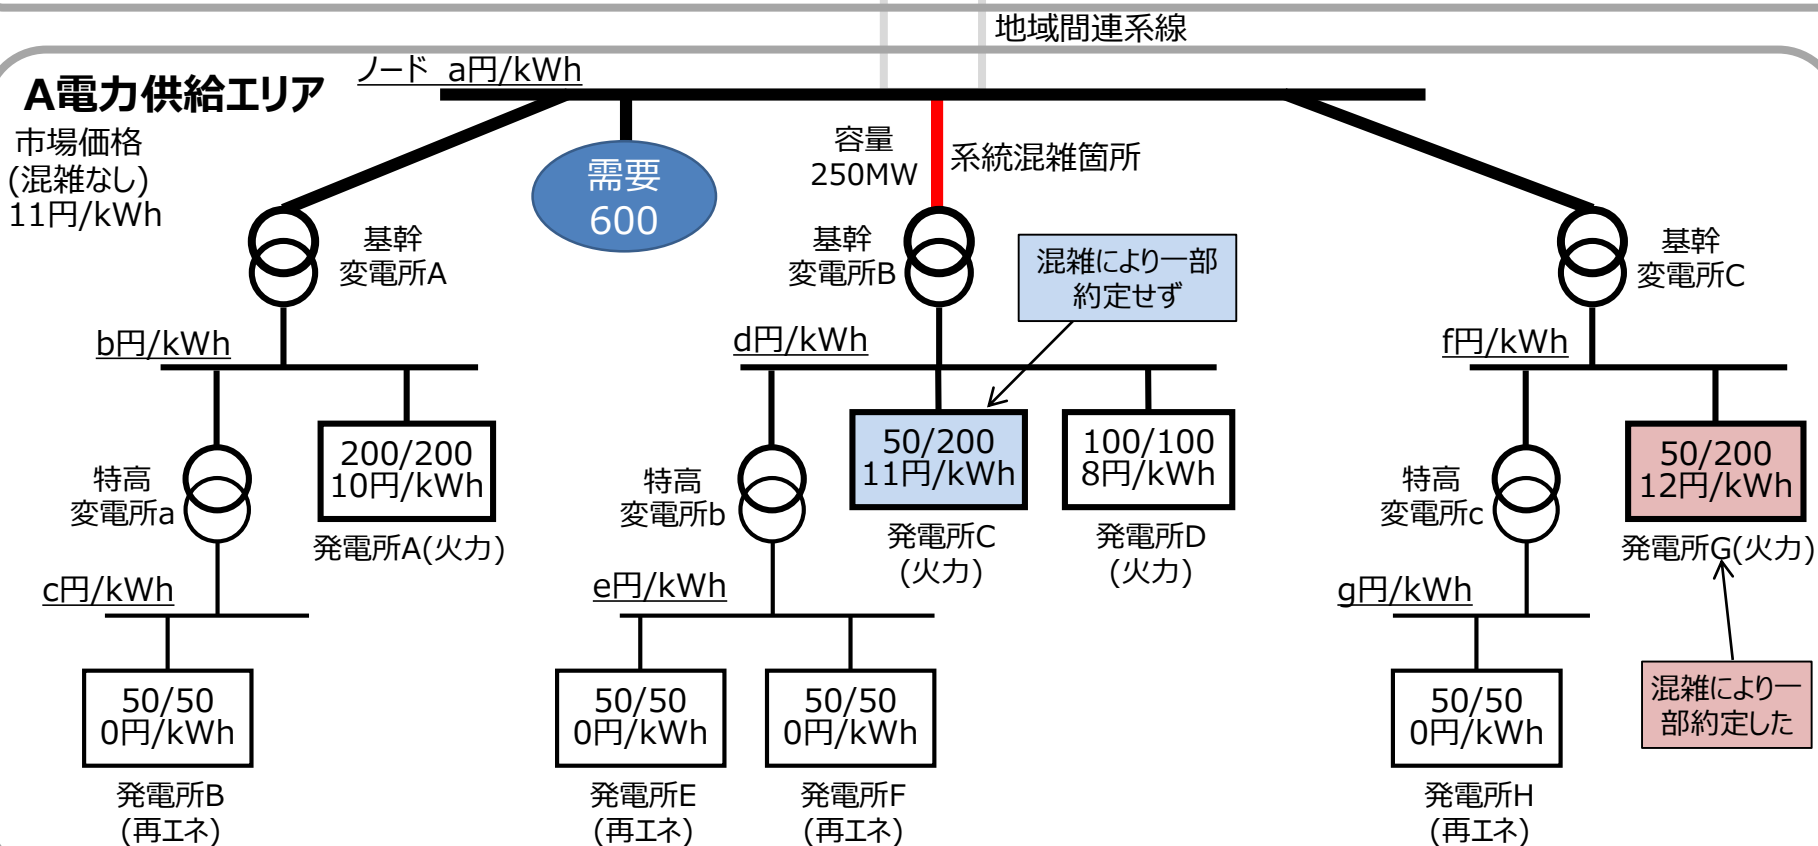 地域間連系線
A電力供給エリア
ノード a円/kWh
市場価格
(混雑なし)
11円/kWh
需要
600
容量
250MW
系統混雑箇所
基幹
変電所A
基幹
変電所B
混雑により一部
約定せず
基幹
変電所C
b円/kWh
d円/kWh
f円/kWh
特高
変電所a
200/200
10円/kWh
発電所A(火力)
特高
変電所b
50/200
11円/kWh
発電所C
(火力)
100/100
8円/kWh
発電所D
(火力)
特高
変電所c
50/200
12円/kWh
発電所G(火力)
c円/kWh
e円/kWh
g円/kWh
50/50
0円/kWh
発電所B
(再エネ)
50/50
0円/kWh
発電所E
(再エネ)
50/50
0円/kWh
発電所F
(再エネ)
50/50
0円/kWh
発電所H
(再エネ)
混雑により一
部約定した